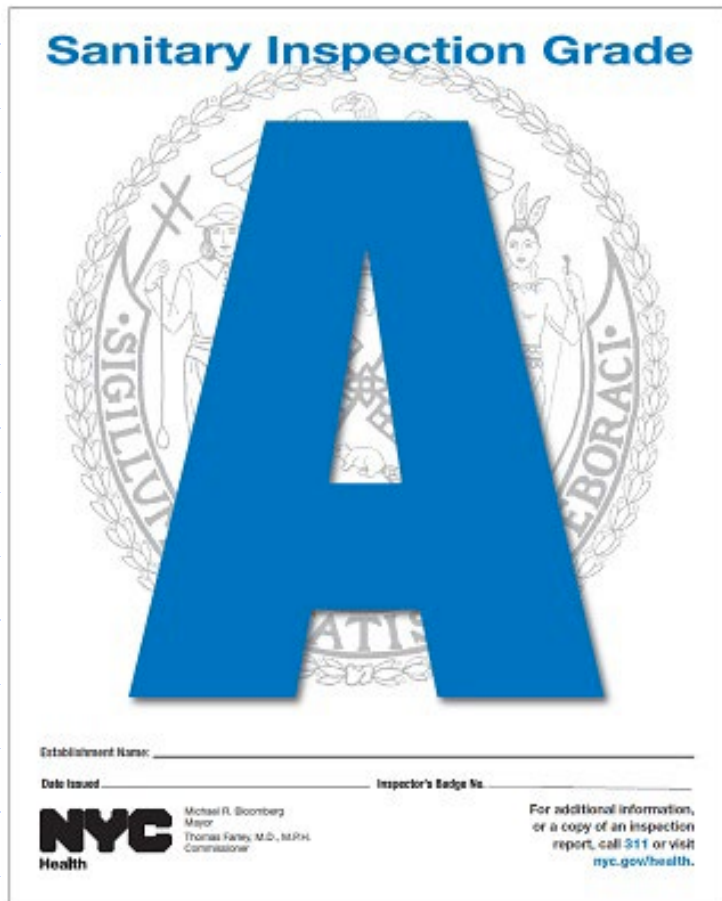 Sanitary Inspection Grade
A
·SIGILLUM
EBORACI·
ATIS
Establishment Name:
Date Issued
Inspector's Badge No.
NYC
Health
Michael R. Bloomberg
Mayor
Thomas Farley, M.D., M.P.H.
Commissioner
For additional information,
or a copy of an inspection
report, call 311 or visit
nyc.gov/health.